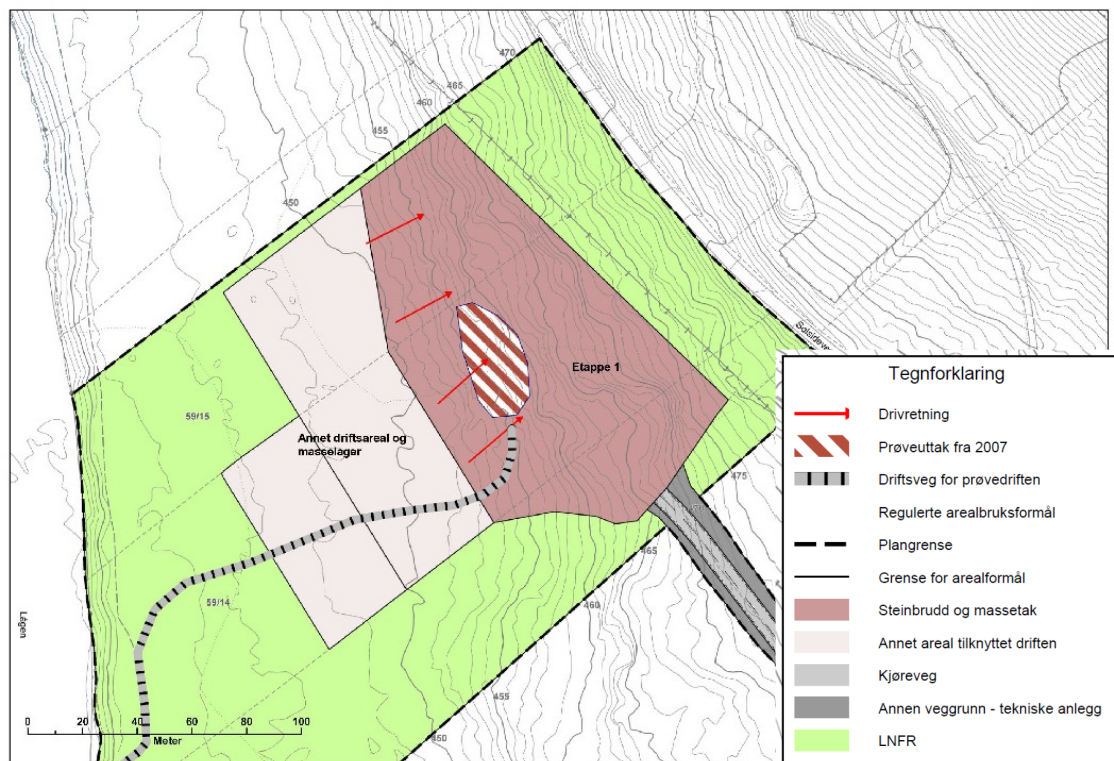 470
465
460
455
450
Solsideve
Etappe 1
59/15
Annet driftsareal og
masselager
475
47
465
59/14
460
Lågen
455
450
0 20 40 60 80 100
Meter
Tegnforklaring
Drivretning
Prøveuttak fra 2007
Driftsveg for prøvedriften
Regulerte arealbruksformål
Plangrense
Grense for arealformål
Steinbrudd og massetak
Annet areal tilknyttet driften
Kjøreveg
Annen veggrunn - tekniske anlegg
LNFR